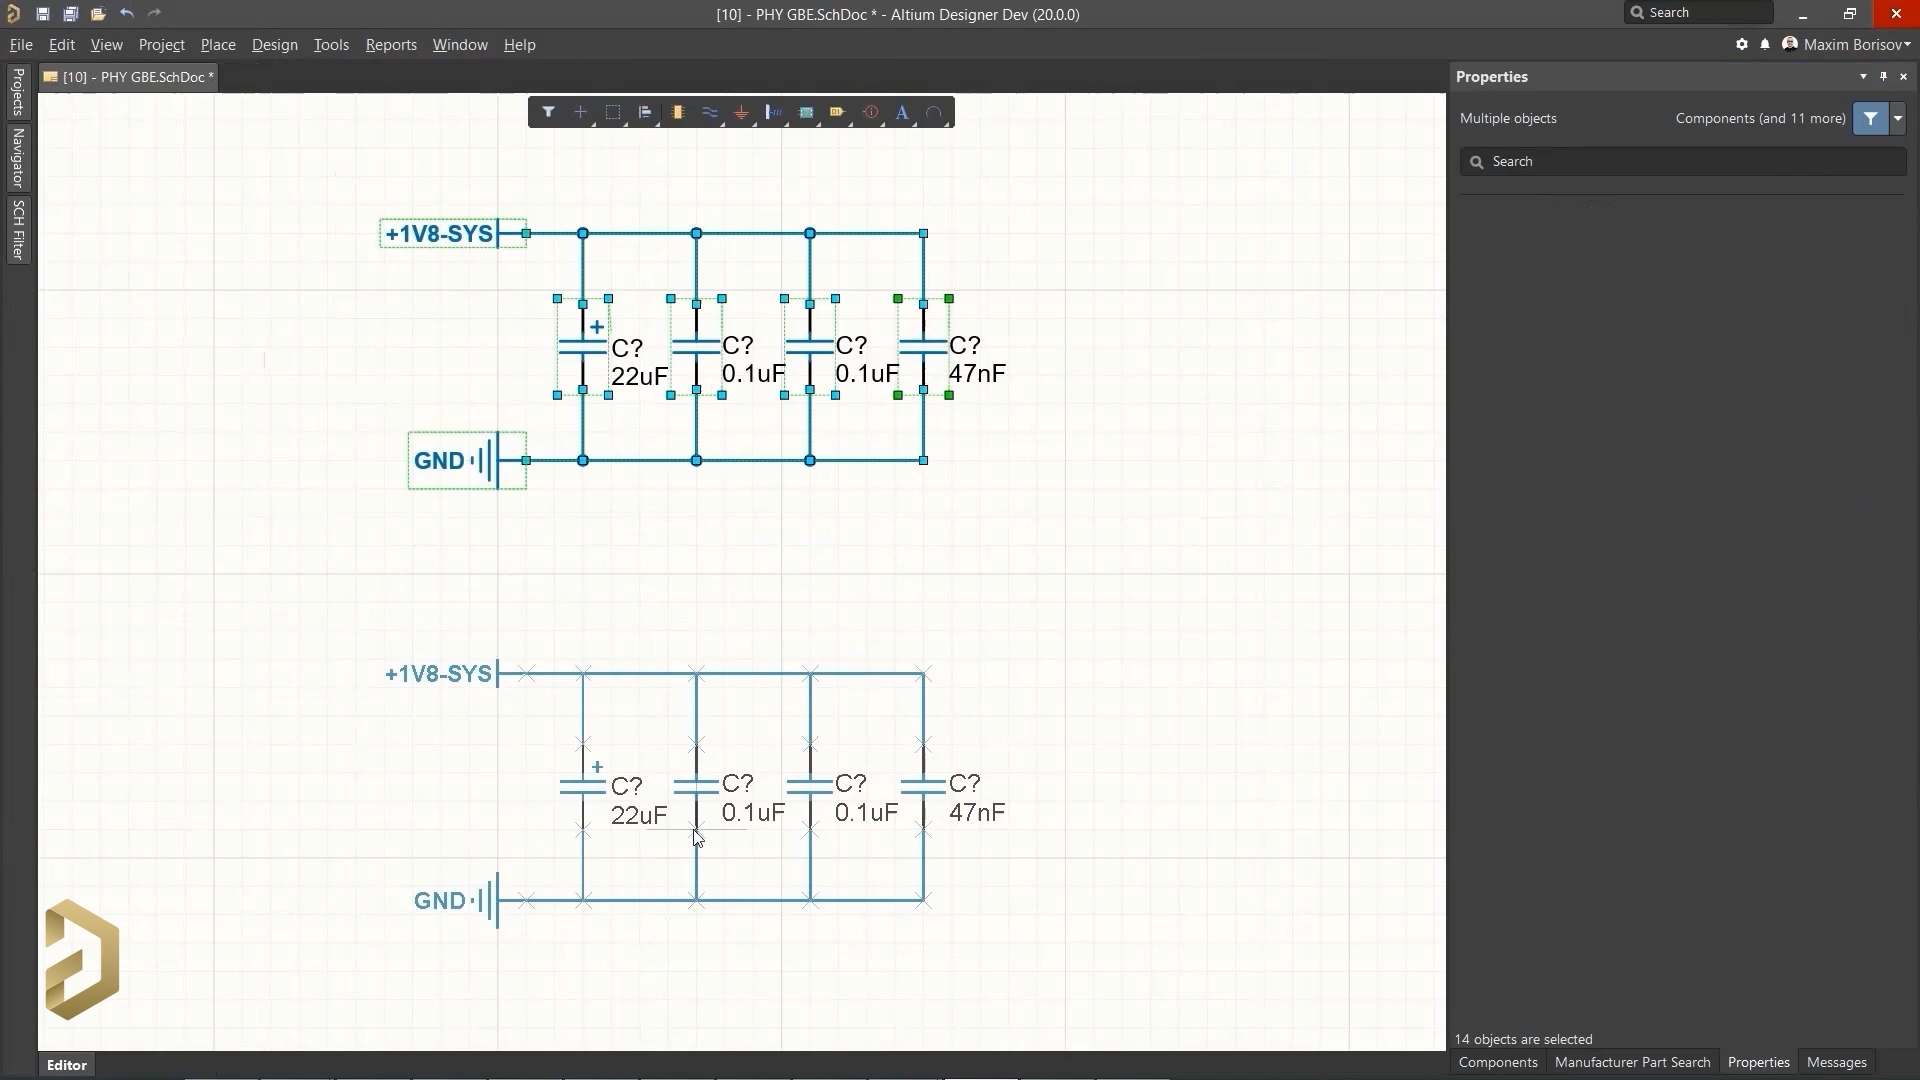 [10] - PHY GBE.SchDoc * - Altium Designer Dev (20.0.0)
Search
File Edit View Project Place Design Tools Reports Window Help
Maxim Borisov
Projects
Navigator
SCH Filter
[10] - PHY GBE.SchDoc *
A
Properties
Multiple objects
Components (and 11 more)
Search
+1V8-SYS
+
C?
22uF
C?
0.1uF
C?
0.1uF
C?
47nF
GND
+1V8-SYS
+
C?
22uF
C?
0.1uF
C?
0.1uF
C?
47nF
GND
14 objects are selected
Editor
Components Manufacturer Part Search Properties Messages